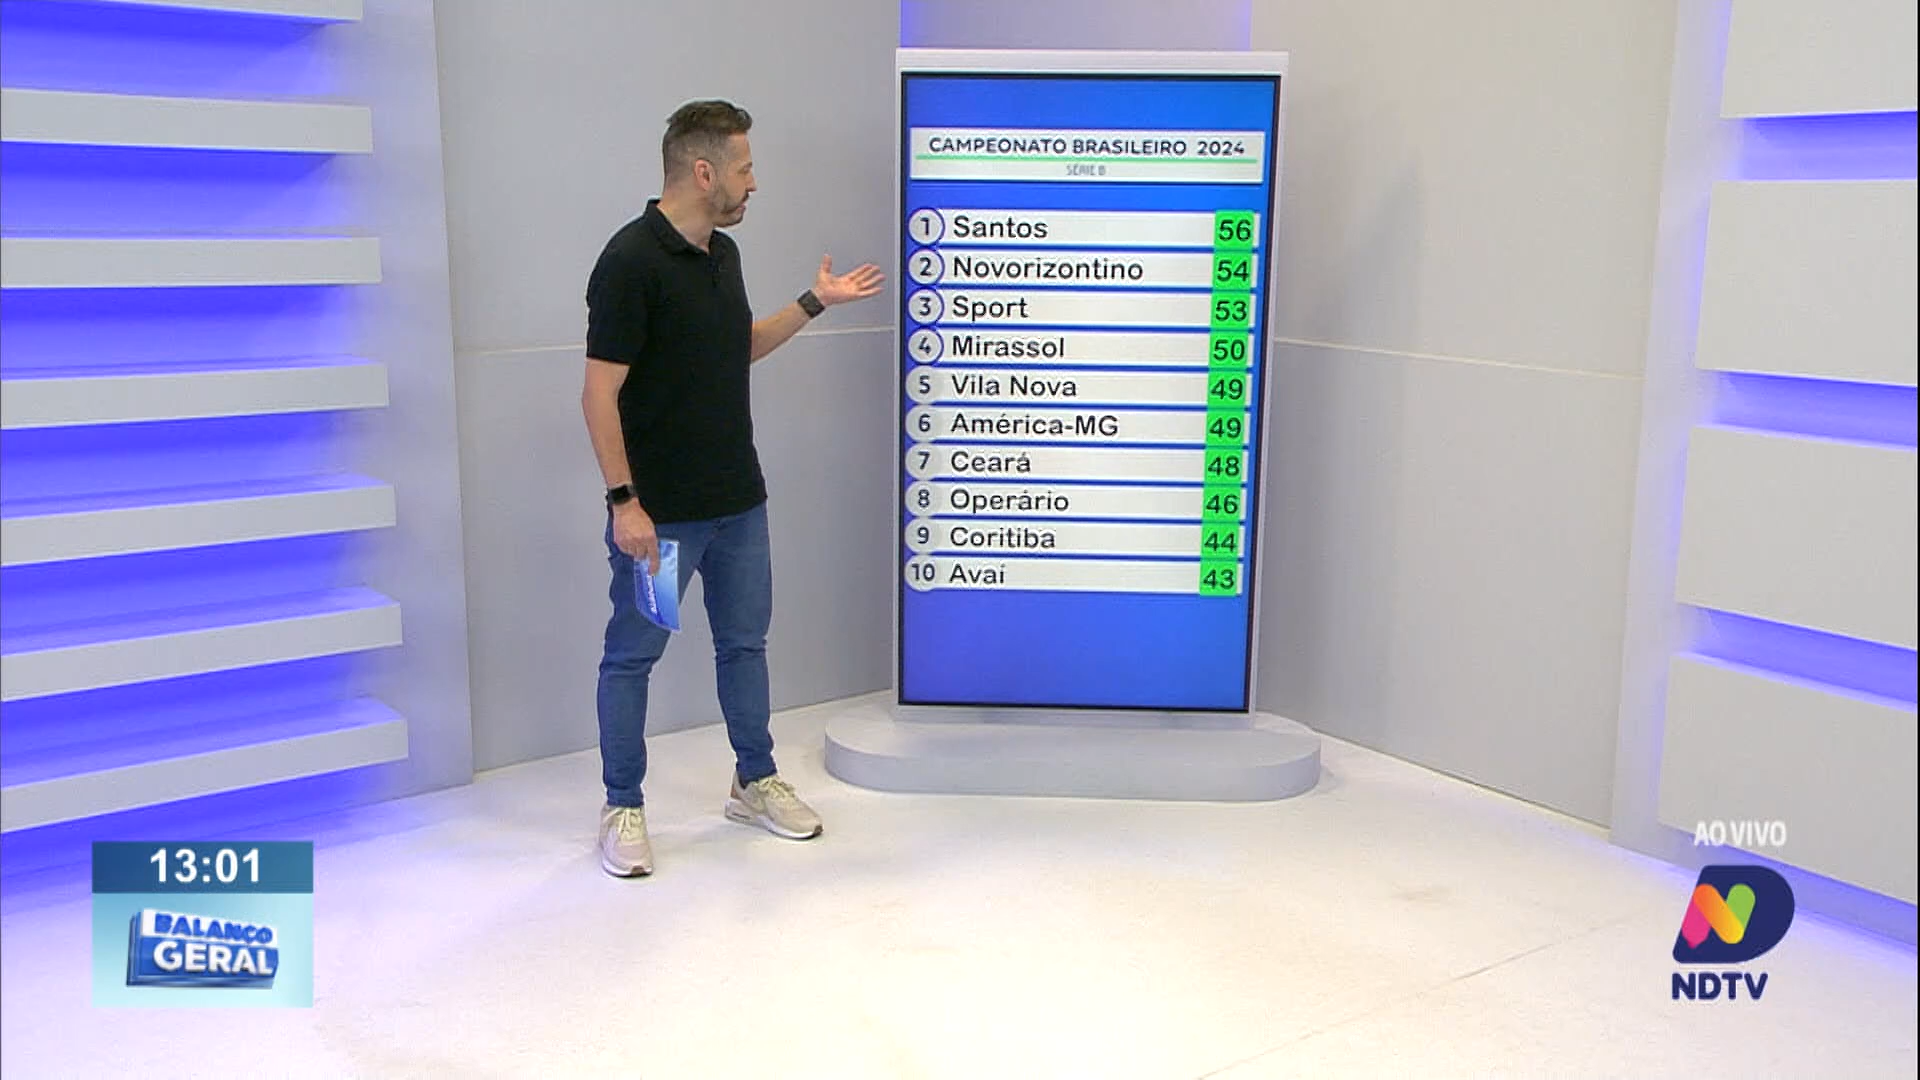 CAMPEONATO BRASILEIRO 2024
SÉRIE B
1 Santos 56
2 Novorizontino 54
3 Sport 53
4 Mirassol 50
5 Vila Nova 49
6 América-MG 49
7 Ceará 48
8 Operário 46
9 Coritiba 44
10 Avaí 43
13:01
BALANÇO
GERAL
AO VIVO
NDTV